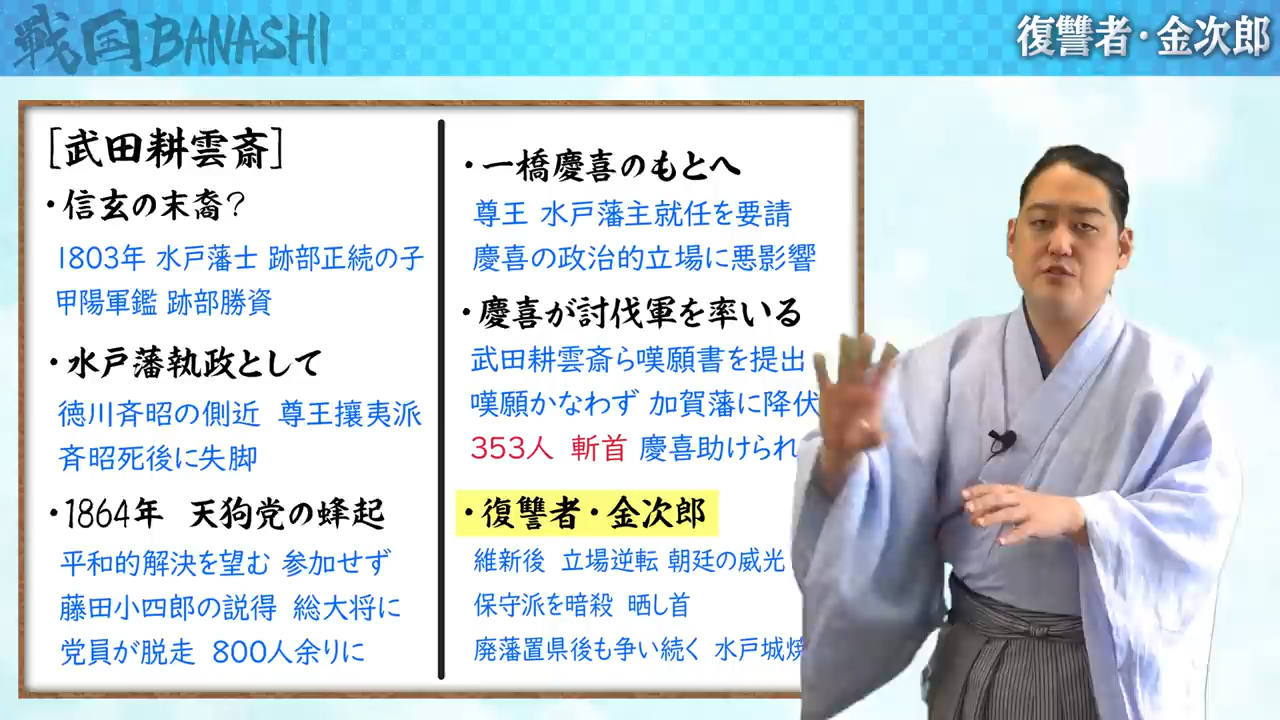 戦国BANASHI
復讐者・金次郎
[武田耕雲斎]
・信玄の末裔?
1803年 水戸藩士 跡部正続の子
甲陽軍鑑 跡部勝資
・水戸藩執政として
徳川斉昭の側近 尊王攘夷派
斉昭死後に失脚
・1864年 天狗党の蜂起
平和的解決を望む 参加せず
藤田小四郎の説得 総大将に
党員が脱走 800人余りに
・一橋慶喜のもとへ
尊王 水戸藩主就任を要請
慶喜の政治的立場に悪影響
・慶喜が討伐軍を率いる
武田耕雲斎ら嘆願書を提出
嘆願かなわず 加賀藩に降伏
353人 斬首 慶喜助けられ
・復讐者・金次郎
維新後 立場逆転 朝廷の威光
保守派を暗殺 晒し首
廃藩置県後も争い続く 水戸城焼